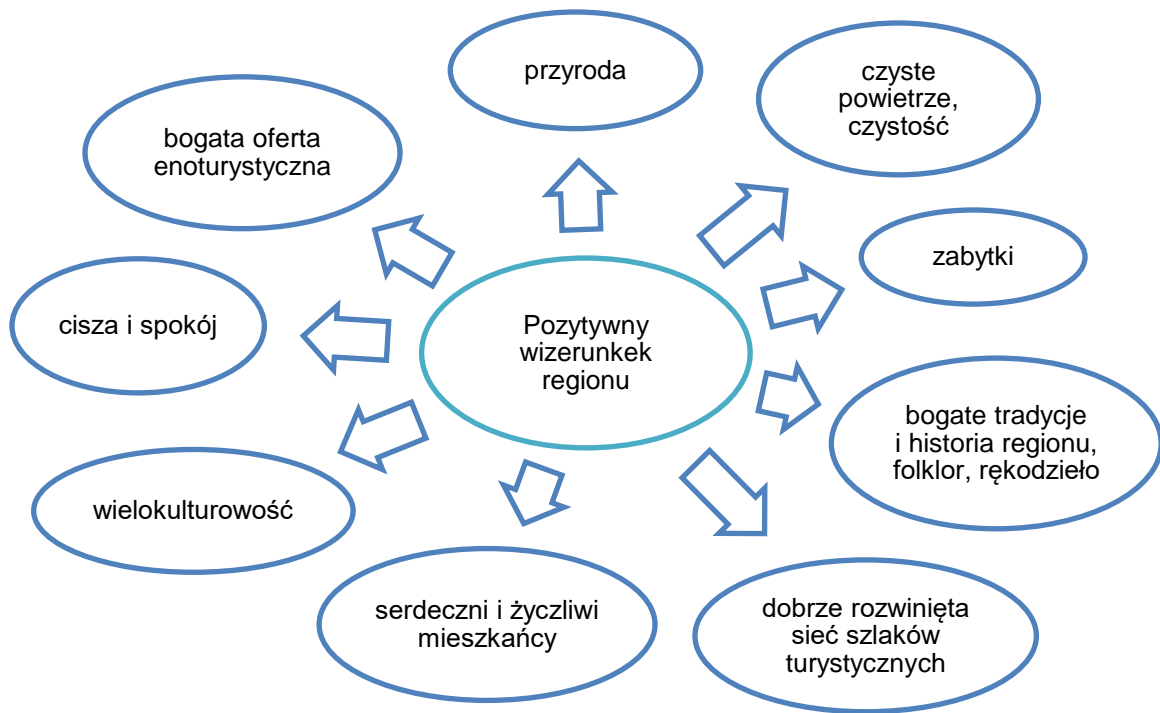 przyroda
czyste
powietrze,
czystość
bogata oferta
enoturystyczna
zabytki
cisza i spokój
Pozytywny
wizerunkek
regionu
bogate tradycje
i historia regionu,
folklor, rękodzieło
wielokulturowość
serdeczni i życzliwi
mieszkańcy
dobrze rozwinięta
sieć szlaków
turystycznych